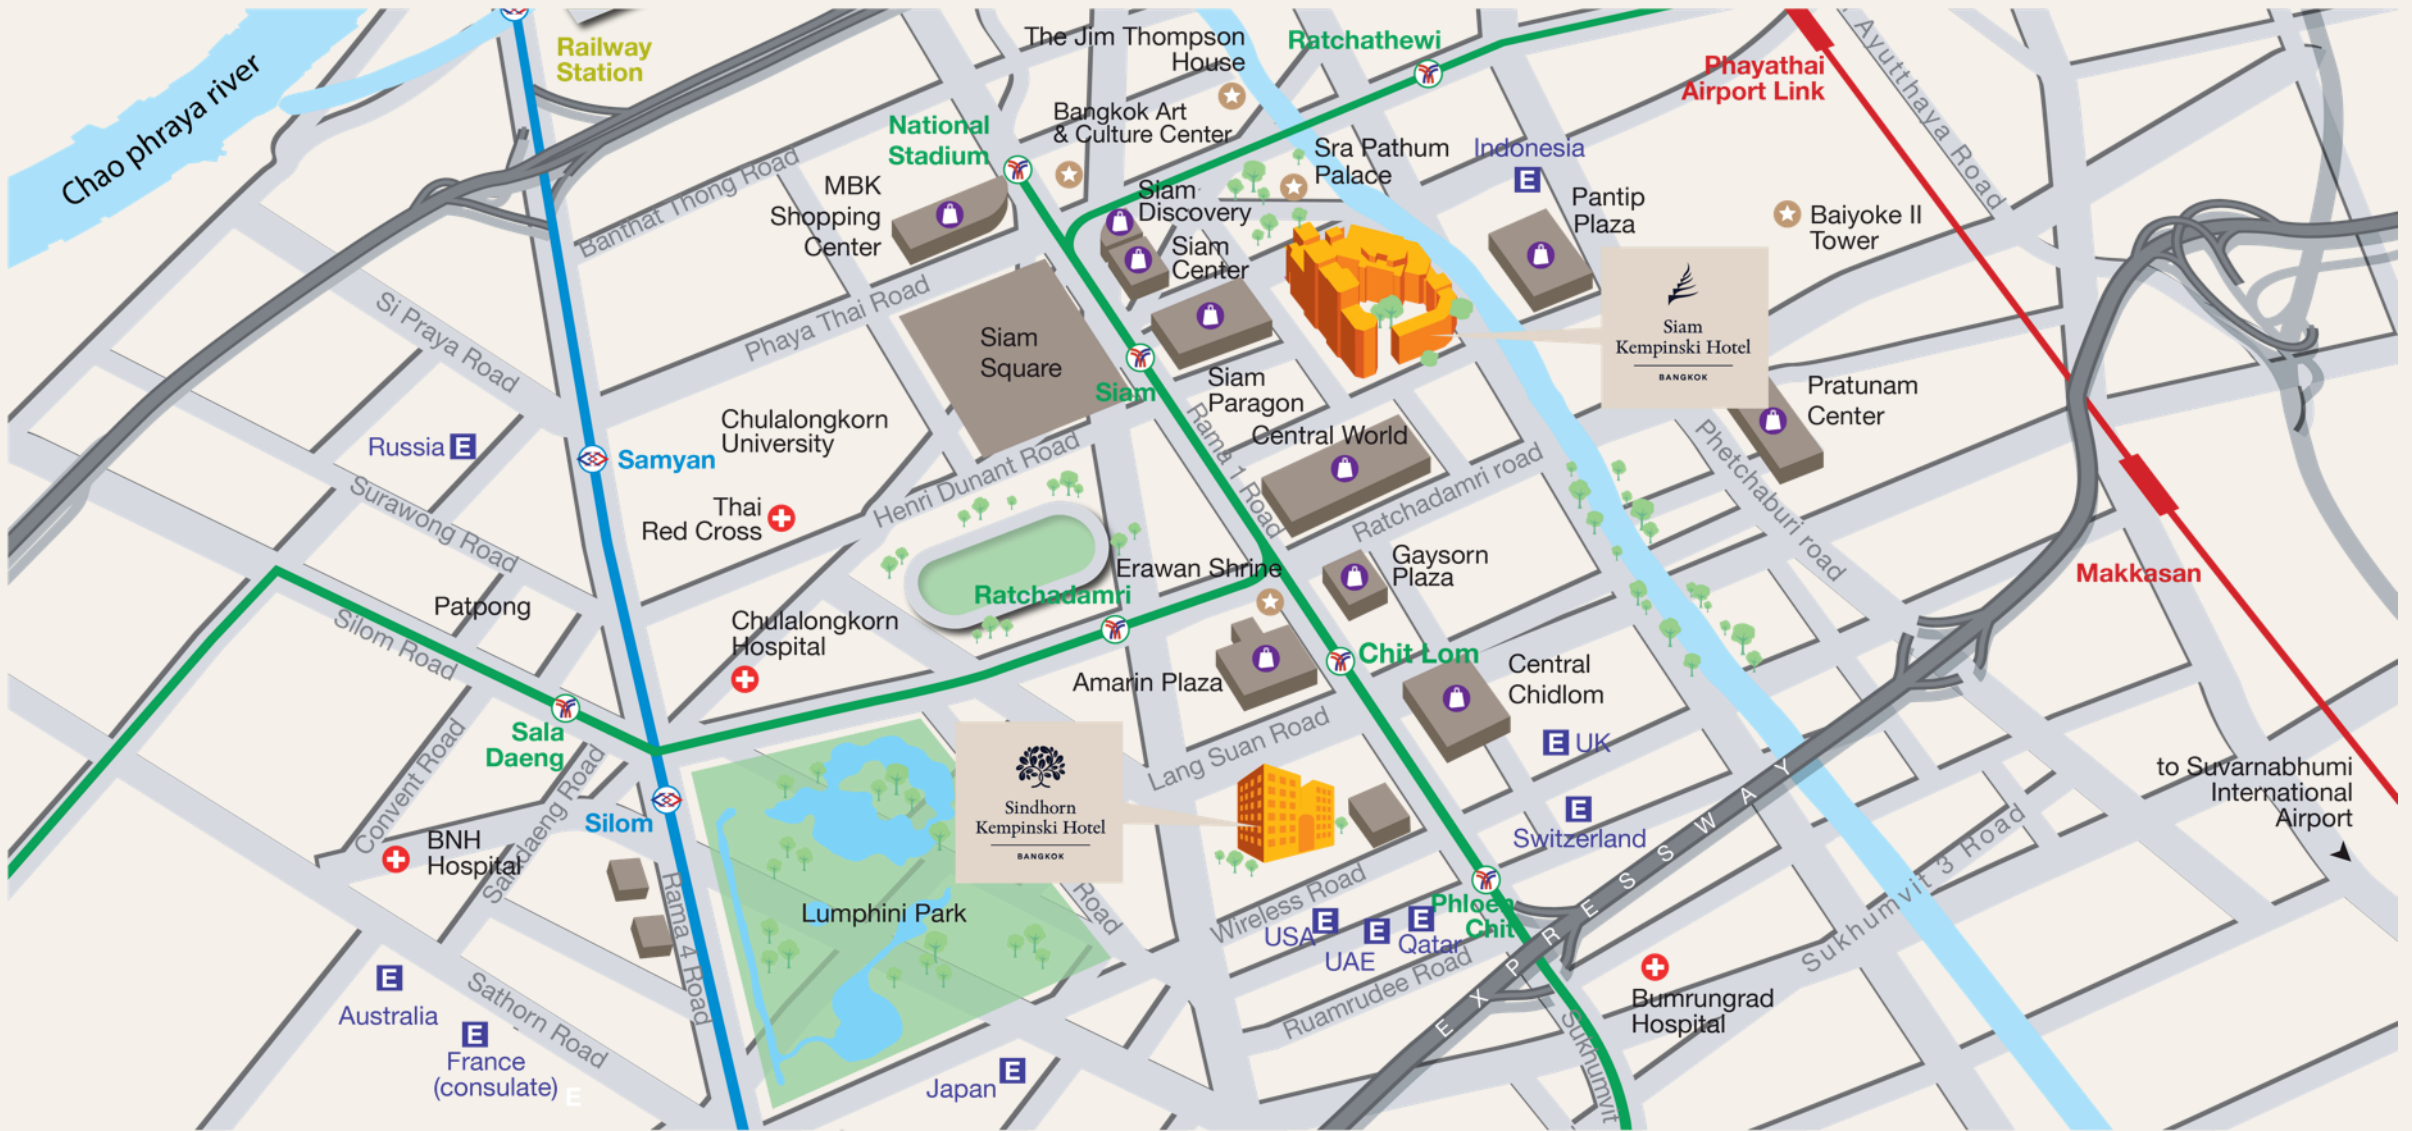 Railway
Station
Chao phraya river
The Jim Thompson
House
Ratchathewi
Phayathai
Airport Link
Ayutthaya Road
Bangkok Art
& Culture Center
National
Stadium
Sra Pathum
Palace
Indonesia
E
Pantip
Plaza
Baiyoke II
Tower
Banthat Thong Road
MBK
Shopping
Center
Siam
Discovery
Siam
Center
Siam
Kempinski Hotel
BANGKOK
Si Praya Road
Phaya Thai Road
Siam
Square
Siam
Siam
Paragon
Pratunam
Center
Russia E
Samyan
Chulalongkorn
University
Rama 1 Road
Central World
Phetchaburi road
Surawong Road
Thai
Red Cross
Henri Dunant Road
Ratchadamri road
Gaysorn
Plaza
Makkasan
Erawan Shrine
Ratchadamri
Patpong
Silom Road
Chulalongkorn
Hospital
Amarin Plaza
Chit Lom
Central
Chidlom
E UK
Sala
Daeng
Lang Suan Road
Convent Road
Sala Daeng Road
Silom
Sindhorn
Kempinski Hotel
BANGKOK
E
Switzerland
EXPRESSWAY
to Suvarnabhumi
International
Airport
BNH
Hospital
Rama 4 Road
Lumphini Park
Road
Wireless Road
USA E
E
UAE
E
Qatar
Phloen
Chit
Sukhumvit 3 Road
Ruamrudee Road
Bumrungrad
Hospital
Sukhumvit
E
Australia
Sathorn Road
E
France
(consulate) E
Japan E